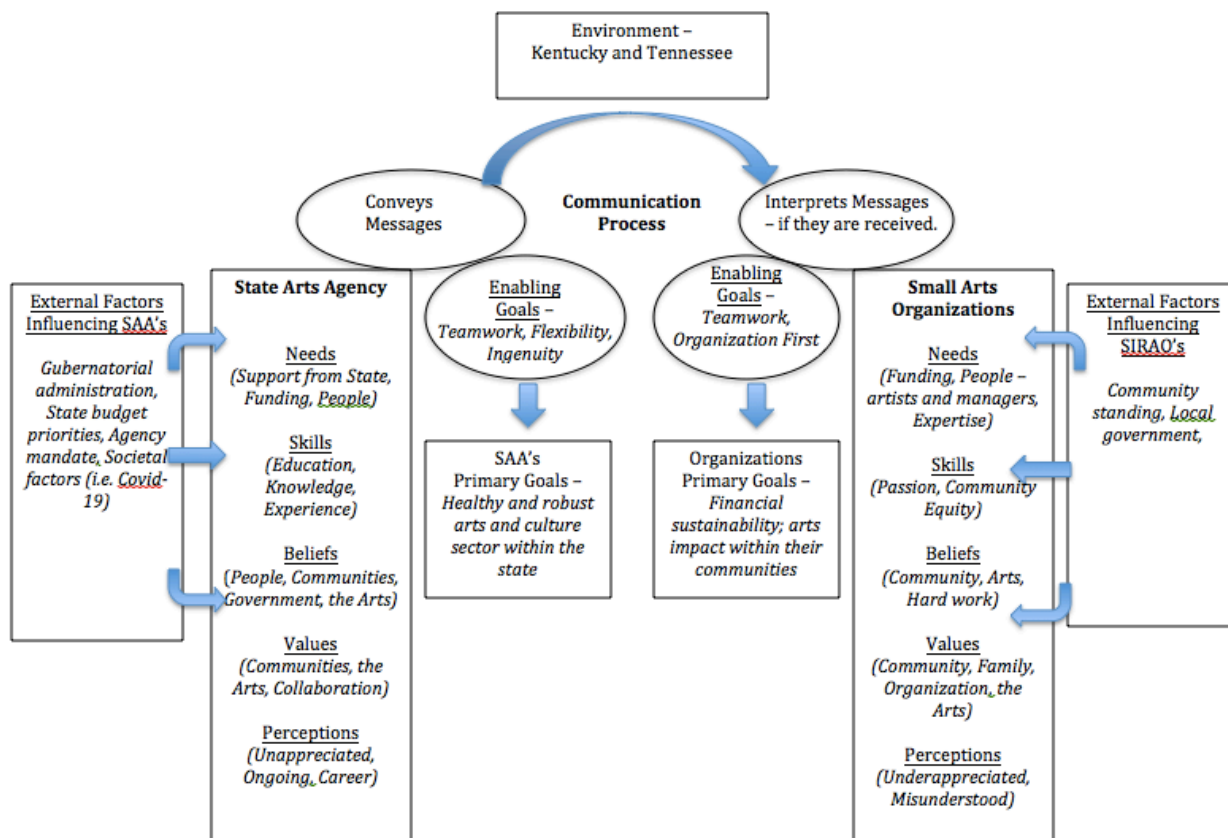 Environment –
Kentucky and Tennessee
Conveys
Messages
Communication
Process
Interprets Messages
– if they are received.
External Factors
Influencing SAA's
Gubernatorial
administration,
State budget
priorities, Agency
mandate, Societal
factors (i.e. Covid-
19)
State Arts Agency
Needs
(Support from State,
Funding, People)
Skills
(Education,
Knowledge,
Experience)
Beliefs
(People, Communities,
Government, the Arts)
Values
(Communities, the
Arts, Collaboration)
Perceptions
(Unappreciated,
Ongoing, Career)
Enabling
Goals –
Teamwork, Flexibility,
Ingenuity
SAA's
Primary Goals –
Healthy and robust
arts and culture
sector within the
state
Enabling
Goals –
Teamwork,
Organization First
Organizations
Primary Goals –
Financial
sustainability; arts
impact within their
communities
Small Arts
Organizations
Needs
(Funding, People –
artists and managers,
Expertise)
Skills
(Passion, Community
Equity)
Beliefs
(Community, Arts,
Hard work)
Values
(Community, Family,
Organization, the
Arts)
Perceptions
(Underappreciated,
Misunderstood)
External Factors
Influencing
SIRAO's
Community
standing, Local
government,